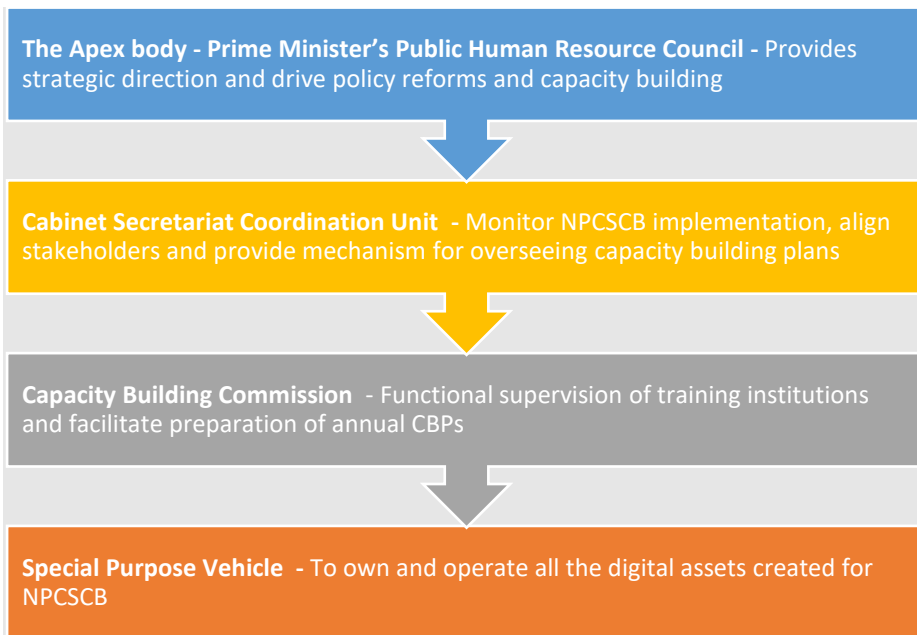 The Apex body - Prime Minister’s Public Human Resource Council - Provides
strategic direction and drive policy reforms and capacity building
Cabinet Secretariat Coordination Unit - Monitor NPCSCB implementation, align
stakeholders and provide mechanism for overseeing capacity building plans
Capacity Building Commission - Functional supervision of training institutions
and facilitate preparation of annual CBPs
Special Purpose Vehicle - To own and operate all the digital assets created for
NPCSCB